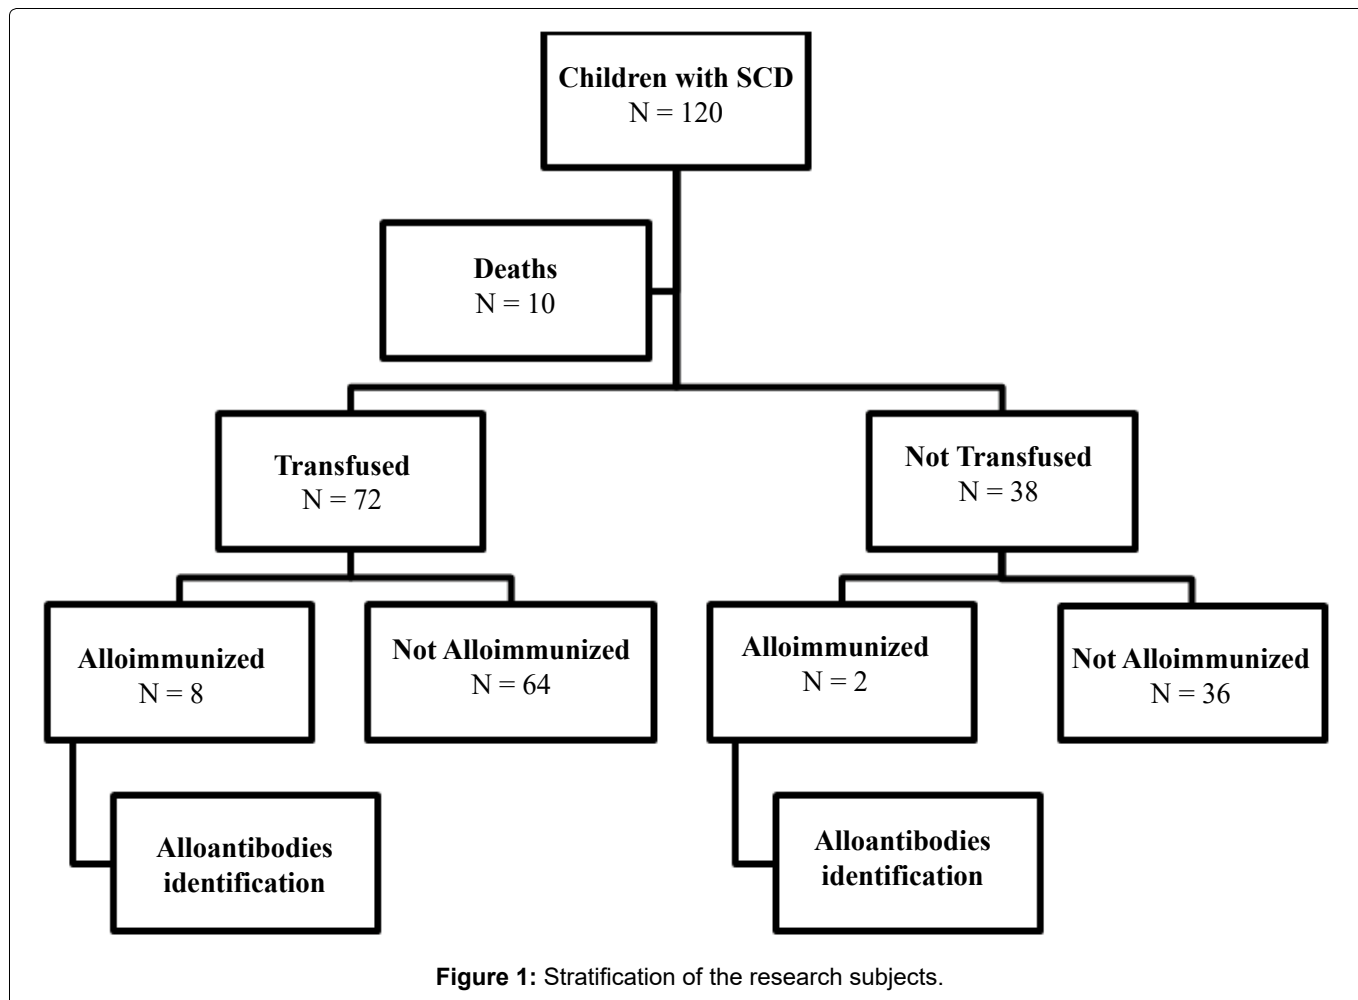 Children with SCD
N = 120
Deaths
N = 10
Transfused
N = 72
Not Transfused
N = 38
Alloimmunized
N = 8
Not Alloimmunized
N = 64
Alloimmunized
N = 2
Not Alloimmunized
N = 36
Alloantibodies
identification
Alloantibodies
identification
Figure 1: Stratification of the research subjects.